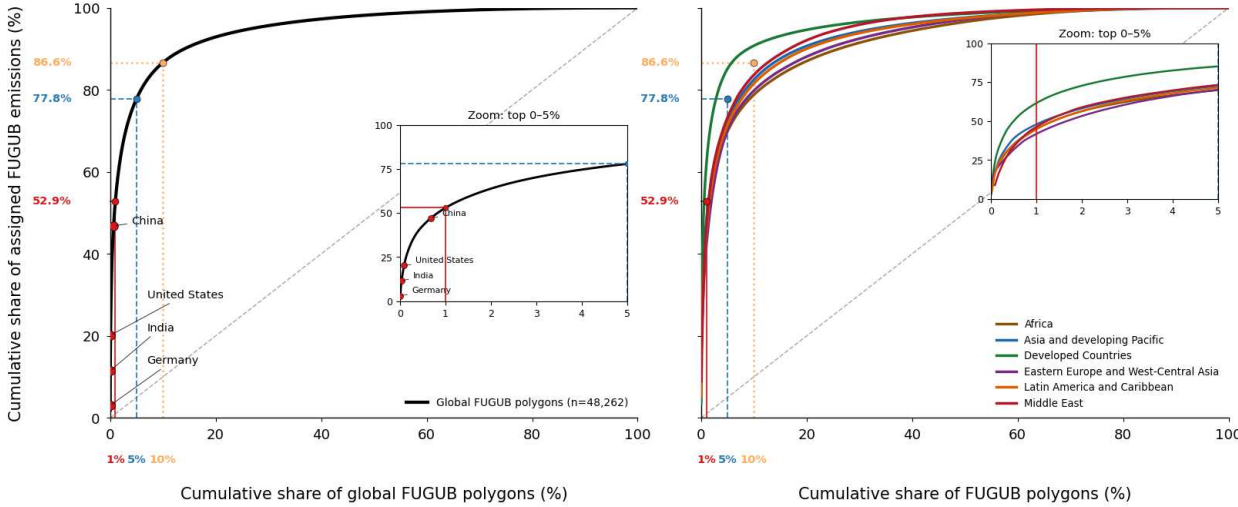 Cumulative share of assigned FUGUB emissions (%)
100
80
60
40
20
0
86.6%
77.8%
52.9%
China
United States
India
Germany
Zoom: top 0–5%
100
75
50
25
0
China
United States
India
Germany
0 1 2 3 4 5
Global FUGUB polygons (n=48,262)
0 20 40 60 80 100
1% 5% 10%
Cumulative share of global FUGUB polygons (%)
86.6%
77.8%
52.9%
Zoom: top 0–5%
100
75
50
25
0
0 1 2 3 4 5
Africa
Asia and developing Pacific
Developed Countries
Eastern Europe and West-Central Asia
Latin America and Caribbean
Middle East
0 20 40 60 80 100
1% 5% 10%
Cumulative share of FUGUB polygons (%)